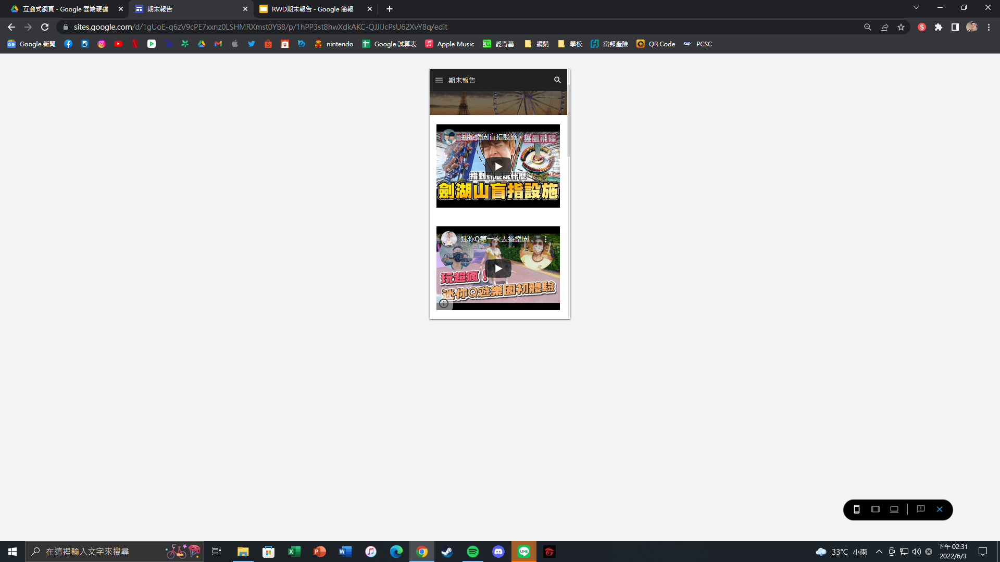 互動式網頁 - Google 雲端硬碟
期末報告
RWD期末報告 - Google 簡報
sites.google.com/d/1gUoE-q6zV9cPE7xxnz0LSHMRXmst0YB8/p/1hPP3st8hwXdkAKC-QJJIJcPsU62XvY8q/edit
Google 新聞
nintendo
Google 試算表
Apple Music
愛奇藝
網購
學校
富邦產險
QR Code
PCSC
期末報告
到遊樂園盲指設施，選
指到什麼玩什麼
劍湖山盲指設施
迷你Q第一次去遊樂園...
玩超瘋！
迷你Q遊樂園初體驗
在這裡輸入文字來搜尋
33°C 小雨
下午 02:31
2022/6/3